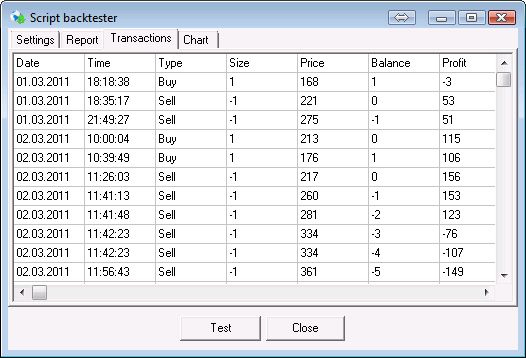 Script backtester
Settings Report Transactions Chart
Date Time Type Size Price Balance Profit
01.03.2011 18:18:38 Buy 1 168 1 -3
01.03.2011 18:35:17 Sell -1 221 0 53
01.03.2011 21:49:27 Sell -1 275 -1 51
02.03.2011 10:00:04 Buy 1 213 0 115
02.03.2011 10:39:49 Buy 1 176 1 106
02.03.2011 11:26:03 Sell -1 217 0 156
02.03.2011 11:41:13 Sell -1 260 -1 153
02.03.2011 11:41:48 Sell -1 281 -2 123
02.03.2011 11:42:23 Sell -1 334 -3 -76
02.03.2011 11:42:23 Sell -1 334 -4 -107
02.03.2011 11:56:43 Sell -1 361 -5 -149
Test Close